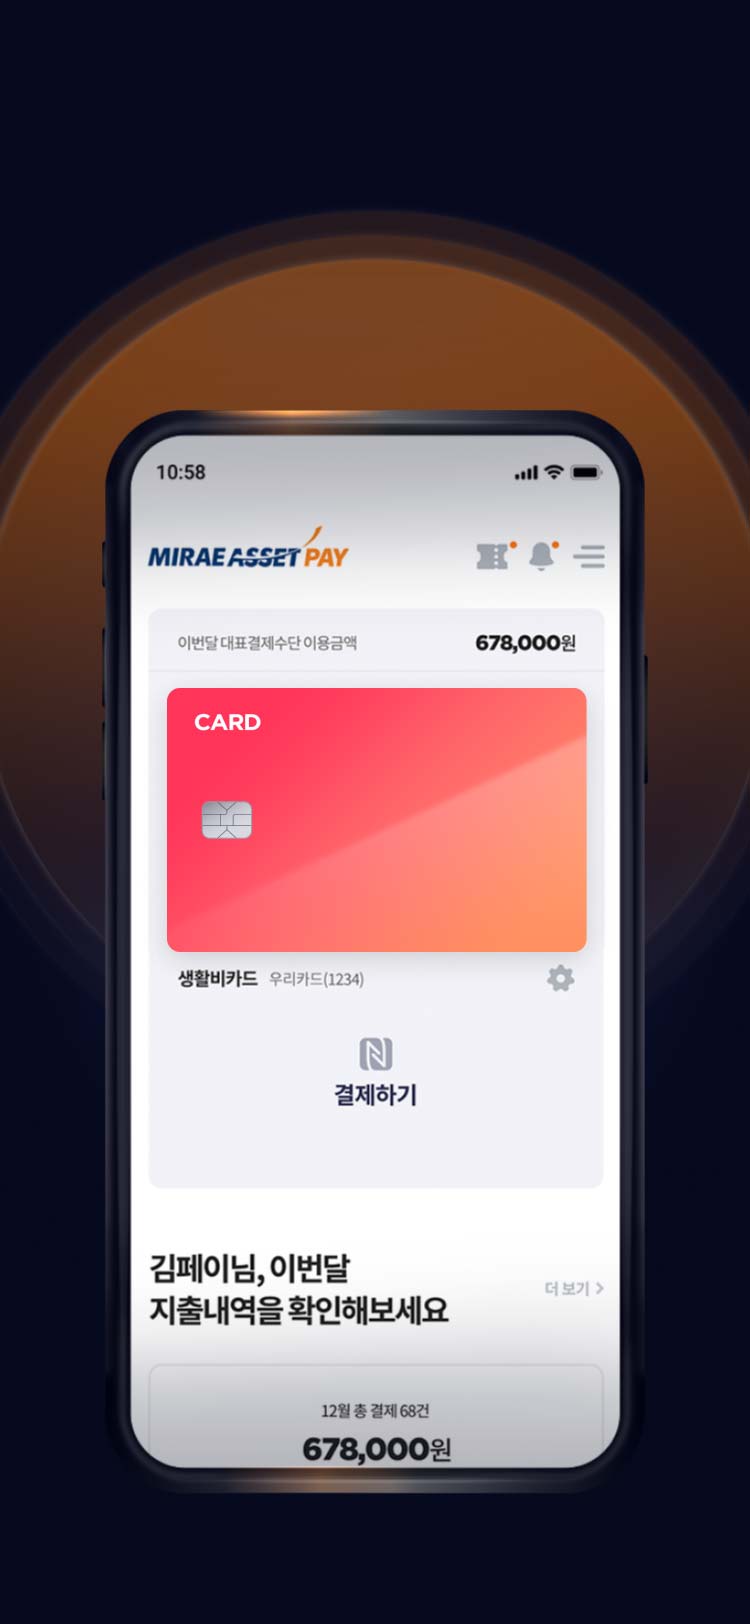 10:58
MIRAE ASSET PAY
이번달 대표결제수단 이용금액
678,000원
CARD
생활비카드 우리카드(1234)
결제하기
김페이님, 이번달
지출내역을 확인해보세요
더 보기 >
12월 총 결제 68건
678,000원